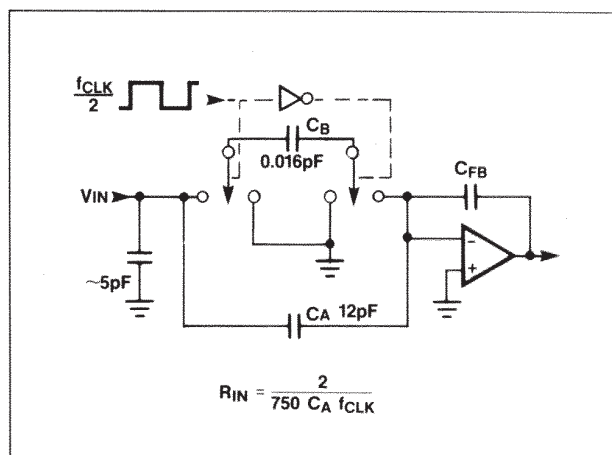 fCLK
2
CB
0.016pF
VIN
CFB
-
+
~5pF
CA 12pF
RIN = 2
750 CA fCLK